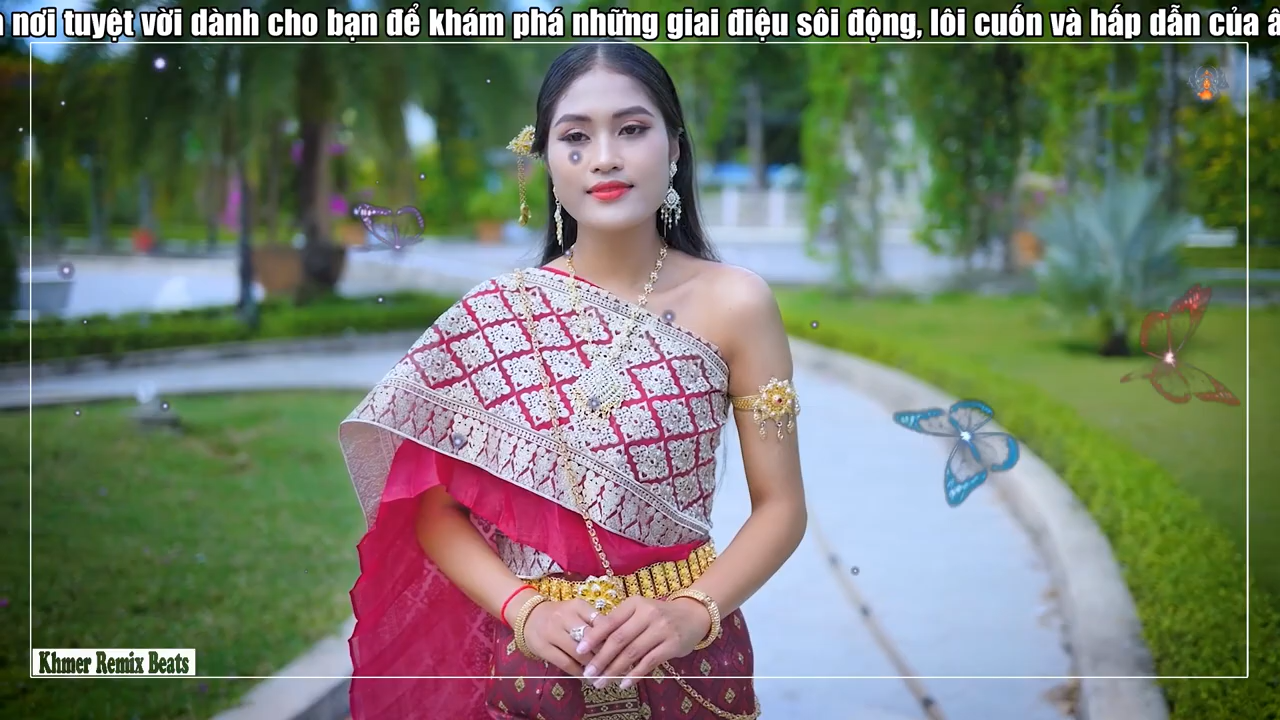 nơi tuyệt vời dành cho bạn để khám phá những giai điệu sôi động, lôi cuốn và hấp dẫn của
Khmer Remix Beats